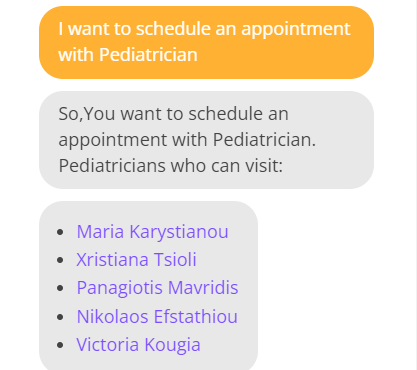 I want to schedule an appointment
with Pediatrician
So,You want to schedule an
appointment with Pediatrician.
Pediatricians who can visit:
Maria Karystianou
Xristiana Tsioli
Panagiotis Mavridis
Nikolaos Efstathiou
Victoria Kougia